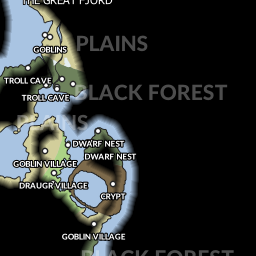 THE GREAT FJORD
PLAINS
GOBLINS
TROLL CAVE
BLACK FOREST
TROLL CAVE
PLAINS
DWARF NEST
DWARF NEST
GOBLIN VILLAGE
DRAUGR VILLAGE
CRYPT
GOBLIN VILLAGE
BLACK FOREST